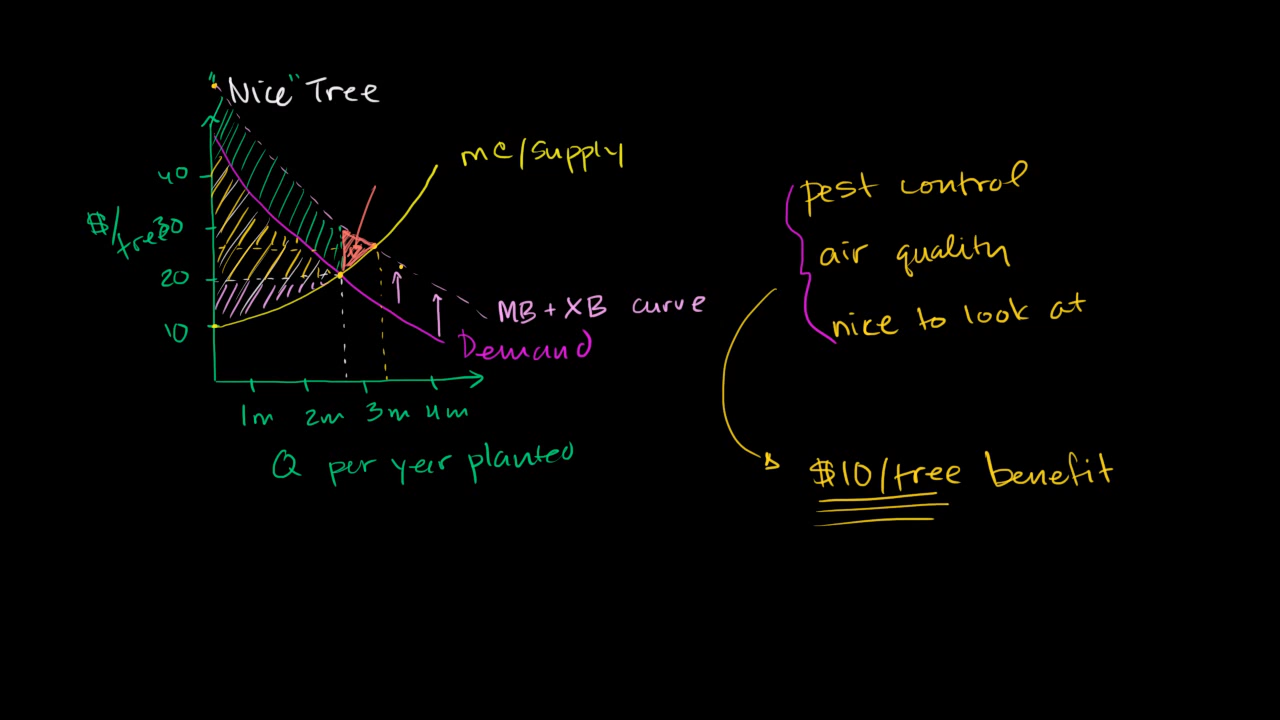 "Nice" Tree
mc/supply
40
$/tree
30
20
10
MB + XB curve
Demand
1m 2m 3m 4m
Q per year planted
pest control
air quality
nice to look at
$10/tree benefit